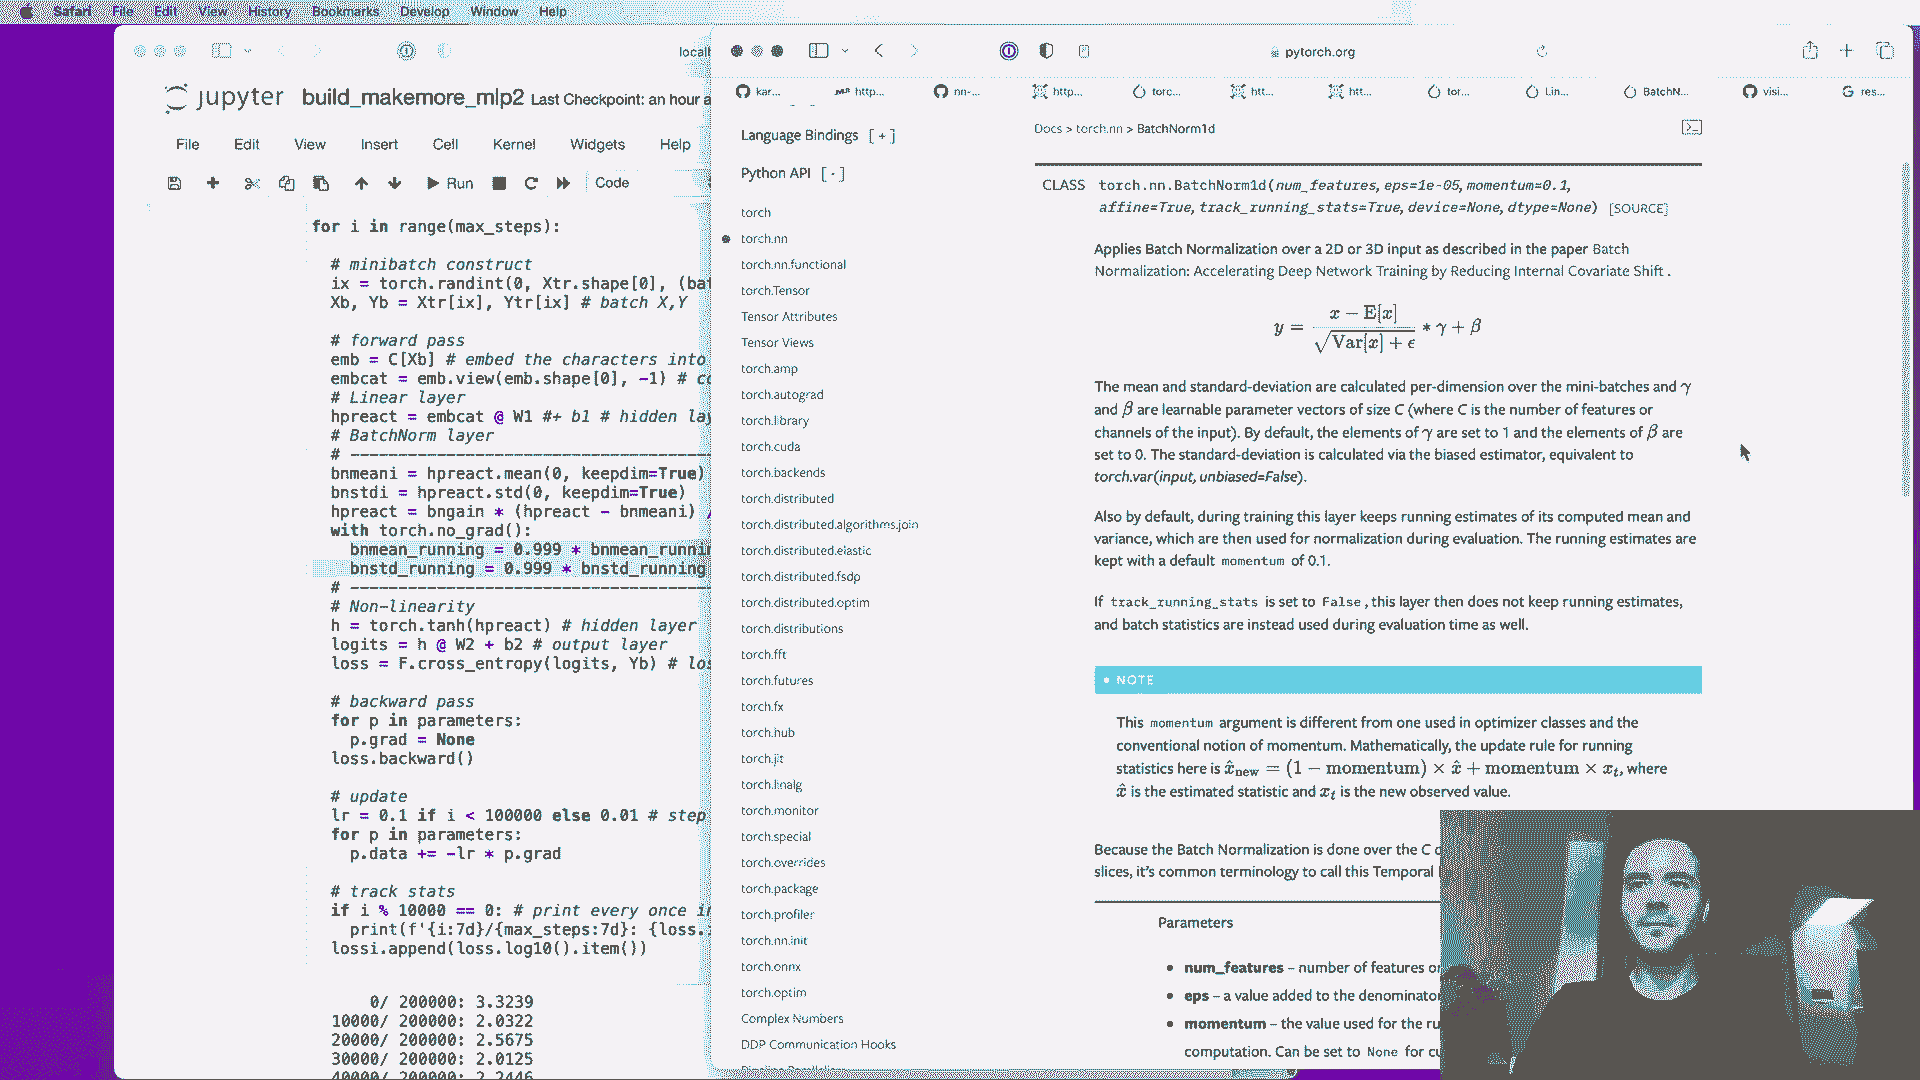 Safari File Edit View History Bookmarks Develop Window Help
jupyter build_makemore_mlp2 Last Checkpoint: an hour a
File Edit View Insert Cell Kernel Widgets Help
Run Code
for i in range(max_steps):
# minibatch construct
ix = torch.randint(0, Xtr.shape[0], (bat
Xb, Yb = Xtr[ix], Ytr[ix] # batch X,Y
# forward pass
emb = C[Xb] # embed the characters into
embcat = emb.view(emb.shape[0], -1) # co
# Linear layer
hpreact = embcat @ W1 #+ b1 # hidden lay
# BatchNorm layer
# --------------------------------------
bnmeani = hpreact.mean(0, keepdim=True)
bnstdi = hpreact.std(0, keepdim=True)
hpreact = bngain * (hpreact - bnmeani) /
with torch.no_grad():
bnmean_running = 0.999 * bnmean_runnin
bnstd_running = 0.999 * bnstd_running
# --------------------------------------
# Non-linearity
h = torch.tanh(hpreact) # hidden layer
logits = h @ W2 + b2 # output layer
loss = F.cross_entropy(logits, Yb) # los
# backward pass
for p in parameters:
p.grad = None
loss.backward()
# update
lr = 0.1 if i < 100000 else 0.01 # step
for p in parameters:
p.data += -lr * p.grad
# track stats
if i % 10000 == 0: # print every once in
print(f'{i:7d}/{max_steps:7d}: {loss.
lossi.append(loss.log10().item())
0/ 200000: 3.3239
10000/ 200000: 2.0322
20000/ 200000: 2.5675
30000/ 200000: 2.0125
40000/ 200000: 2.2446
pytorch.org
kar... http... nn-... http... torc... htt... htt... tor... Lin... BatchN... visi... res...
Language Bindings [ + ]
Python API [ - ]
torch
torch.nn
torch.nn.functional
torch.Tensor
Tensor Attributes
Tensor Views
torch.amp
torch.autograd
torch.library
torch.cuda
torch.backends
torch.distributed
torch.distributed.algorithms.join
torch.distributed.elastic
torch.distributed.fsdp
torch.distributed.optim
torch.distributions
torch.fft
torch.futures
torch.fx
torch.hub
torch.jit
torch.linalg
torch.monitor
torch.special
torch.overrides
torch.package
torch.profiler
torch.nn.init
torch.onnx
torch.optim
Complex Numbers
DDP Communication Hooks
Docs > torch.nn > BatchNorm1d
CLASS torch.nn.BatchNorm1d(num_features, eps=1e-05, momentum=0.1,
affine=True, track_running_stats=True, device=None, dtype=None) [SOURCE]
Applies Batch Normalization over a 2D or 3D input as described in the paper Batch
Normalization: Accelerating Deep Network Training by Reducing Internal Covariate Shift .
y = (x − E[x]) / √(Var[x] + ϵ) * γ + β
The mean and standard-deviation are calculated per-dimension over the mini-batches and γ
and β are learnable parameter vectors of size C (where C is the number of features or
channels of the input). By default, the elements of γ are set to 1 and the elements of β are
set to 0. The standard-deviation is calculated via the biased estimator, equivalent to
torch.var(input, unbiased=False).
Also by default, during training this layer keeps running estimates of its computed mean and
variance, which are then used for normalization during evaluation. The running estimates are
kept with a default momentum of 0.1.
If track_running_stats is set to False , this layer then does not keep running estimates,
and batch statistics are instead used during evaluation time as well.
NOTE
This momentum argument is different from one used in optimizer classes and the
conventional notion of momentum. Mathematically, the update rule for running
statistics here is x̂new = (1 − momentum) × x̂ + momentum × xt, where
x̂ is the estimated statistic and xt is the new observed value.
Because the Batch Normalization is done over the C d
slices, it's common terminology to call this Temporal
Parameters
• num_features – number of features or
• eps – a value added to the denominator
• momentum – the value used for the ru
computation. Can be set to None for cu